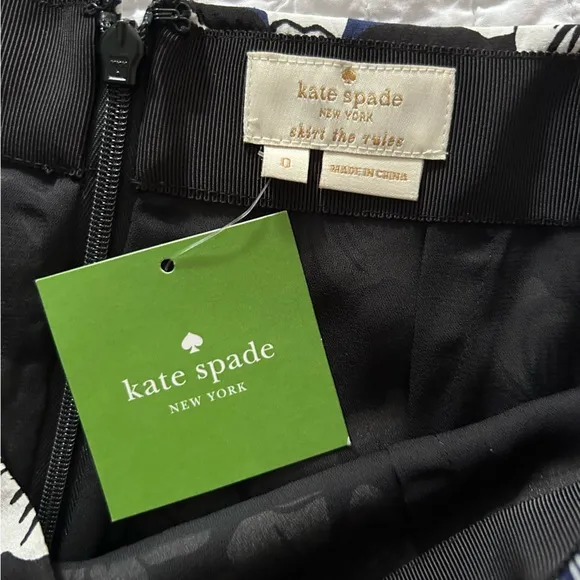 kate spade
NEW YORK
skirt the rules
0
MADE IN CHINA
kate spade
NEW YORK